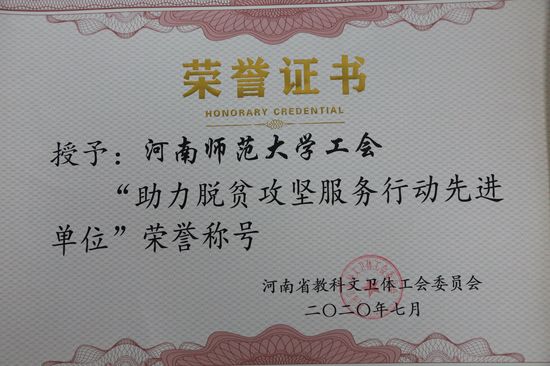 荣誉证书
HONORARY CREDENTIAL
授予：河南师范大学工会
“助力脱贫攻坚服务行动先进
单位”荣誉称号
河南省教科文卫体工会委员会
二〇二〇年七月